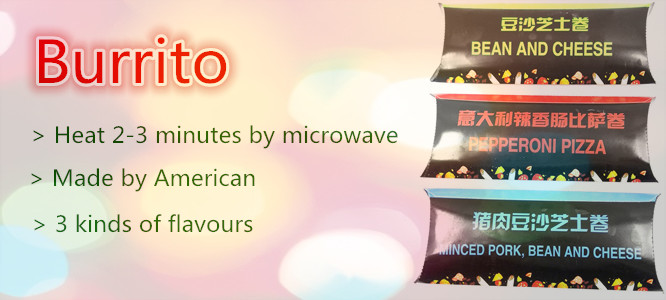 Burrito
> Heat 2-3 minutes by microwave
> Made by American
> 3 kinds of flavours
豆沙芝士卷
BEAN AND CHEESE
意大利辣香肠比萨卷
PEPPERONI PIZZA
猪肉豆沙芝士卷
MINCED PORK, BEAN AND CHEESE